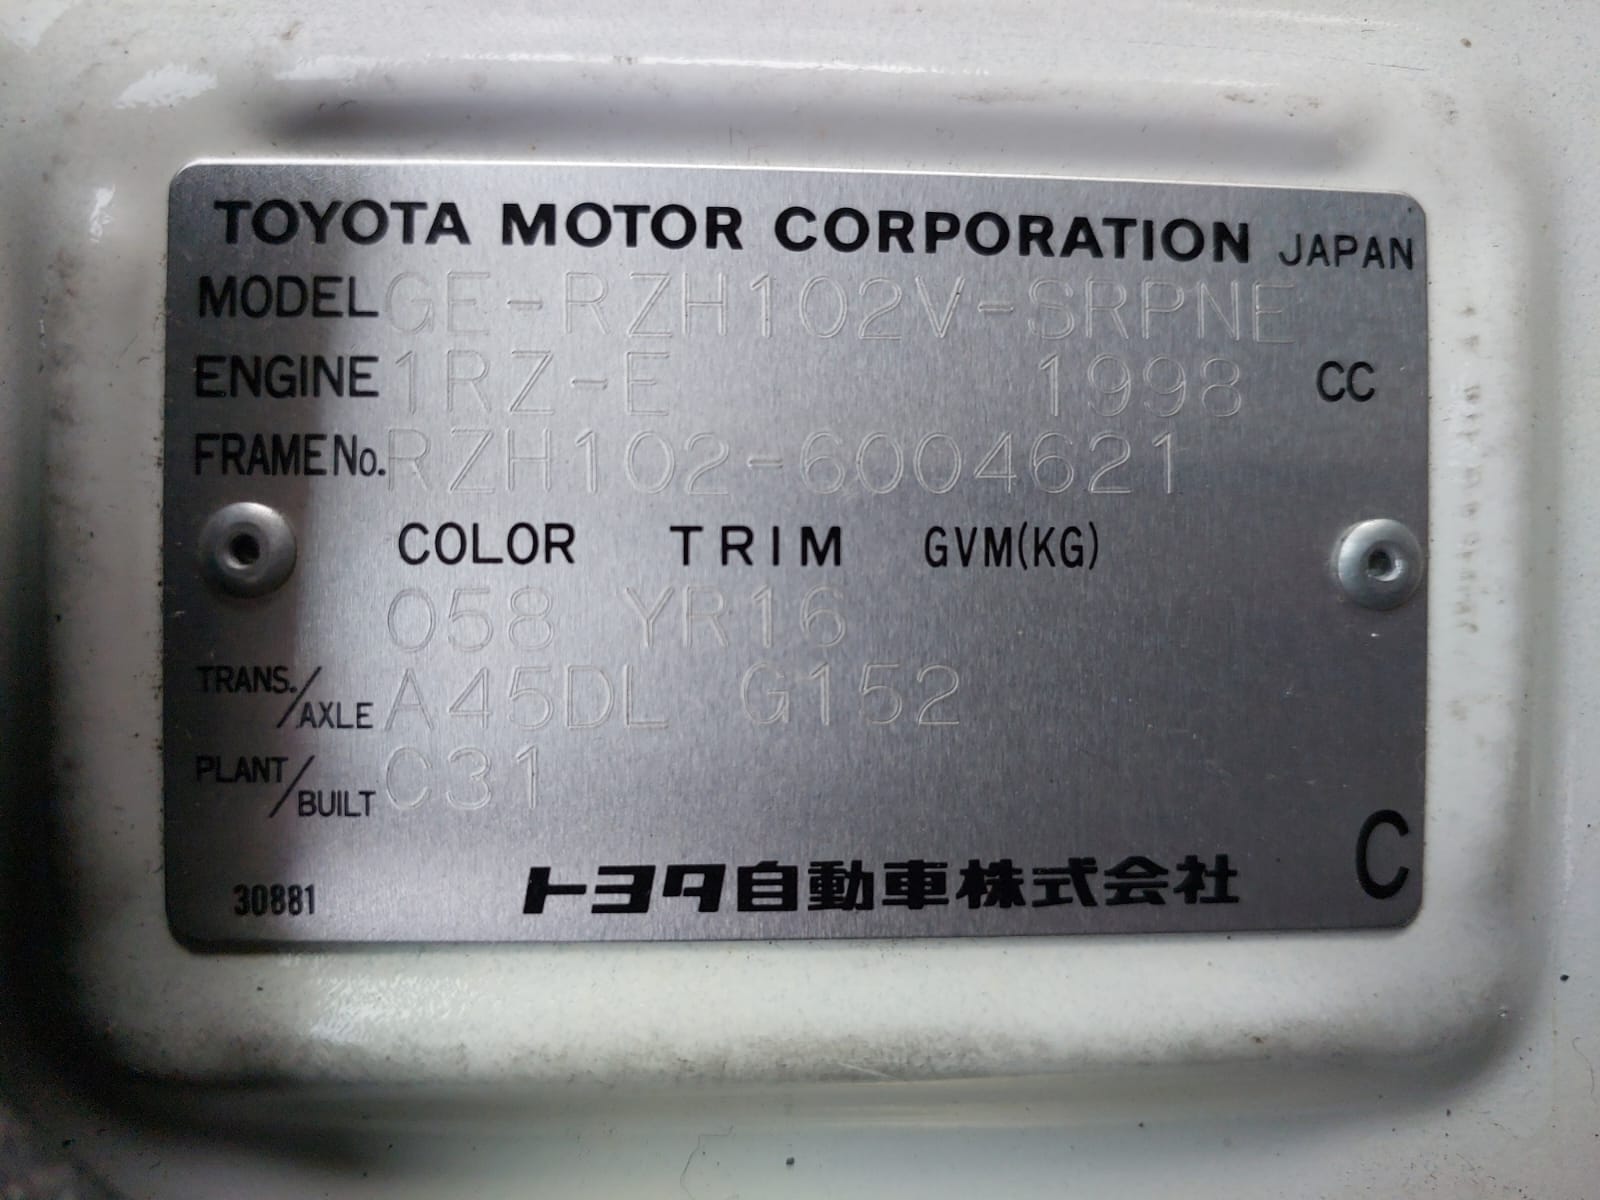 TOYOTA MOTOR CORPORATION JAPAN
MODEL GE-RZH102V-SRPNE
ENGINE 1RZ-E 1998 CC
FRAME No. RZH102-6004621
COLOR TRIM GVM(KG)
058 YR16
TRANS./AXLE A45DL G152
PLANT/BUILT C31
C
30881 トヨタ自動車株式会社